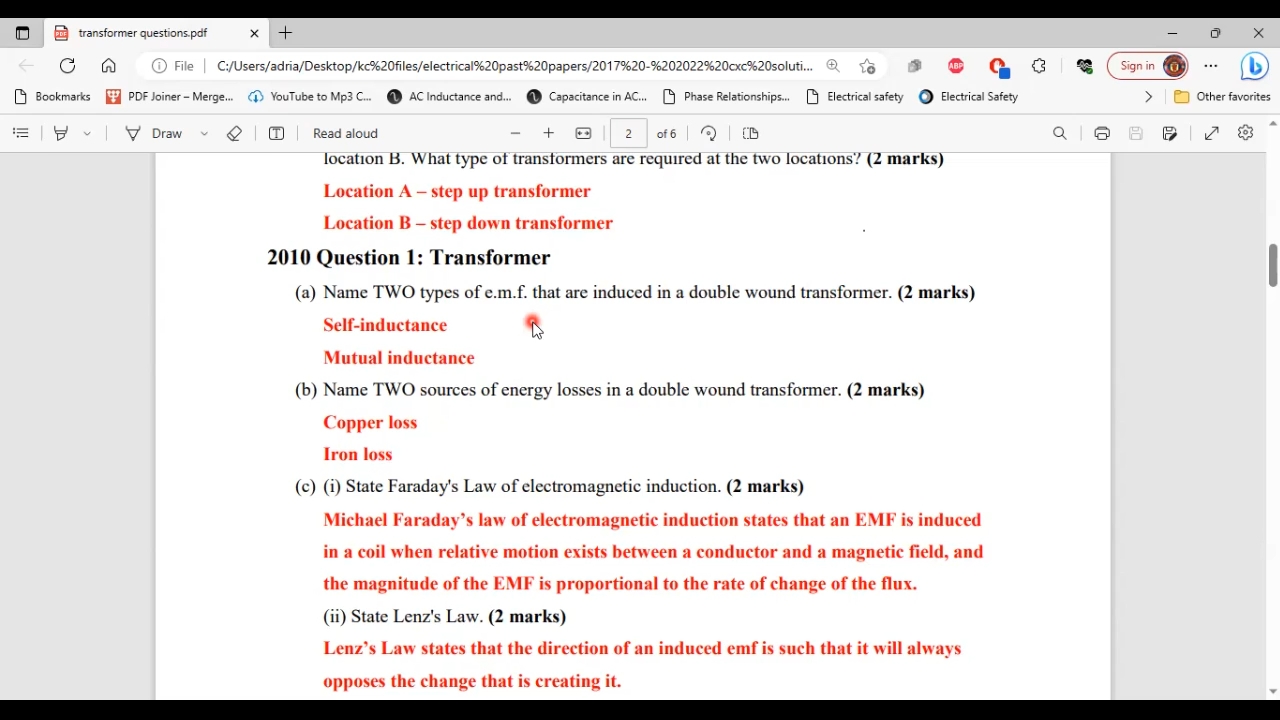 transformer questions.pdf
File
C:/Users/adria/Desktop/kc%20files/electrical%20past%20papers/2017%20-%202022%20cxc%20soluti...
ABP
Sign in
Bookmarks
PDF Joiner – Merge...
YouTube to Mp3 C...
AC Inductance and...
Capacitance in AC...
Phase Relationships...
Electrical safety
Electrical Safety
Other favorites
Draw
Read aloud
2
of 6
location B. What type of transformers are required at the two locations? (2 marks)
Location A – step up transformer
Location B – step down transformer
2010 Question 1: Transformer
(a) Name TWO types of e.m.f. that are induced in a double wound transformer. (2 marks)
Self-inductance
Mutual inductance
(b) Name TWO sources of energy losses in a double wound transformer. (2 marks)
Copper loss
Iron loss
(c) (i) State Faraday's Law of electromagnetic induction. (2 marks)
Michael Faraday’s law of electromagnetic induction states that an EMF is induced
in a coil when relative motion exists between a conductor and a magnetic field, and
the magnitude of the EMF is proportional to the rate of change of the flux.
(ii) State Lenz's Law. (2 marks)
Lenz’s Law states that the direction of an induced emf is such that it will always
opposes the change that is creating it.